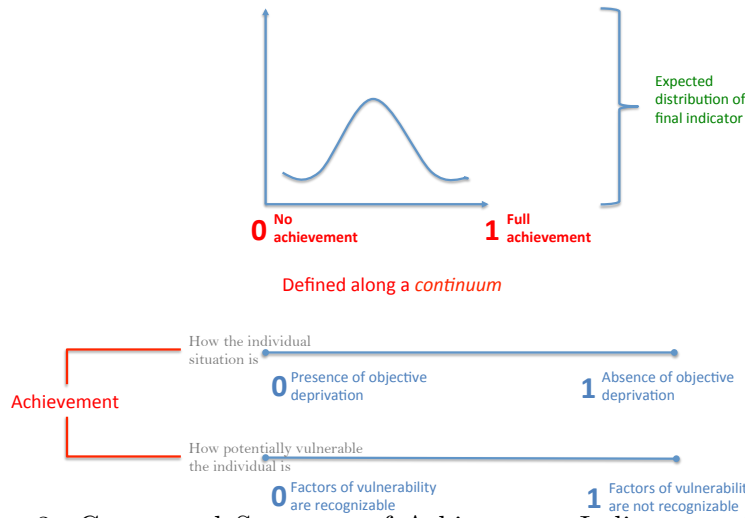 Expected
distribution of
final indicator
0 No
achievement
1 Full
achievement
Defined along a continuum
How the individual
situation is
0 Presence of objective
deprivation
1 Absence of objective
deprivation
Achievement
How potentially vulnerable
the individual is
0 Factors of vulnerability
are recognizable
1 Factors of
are not recognizable